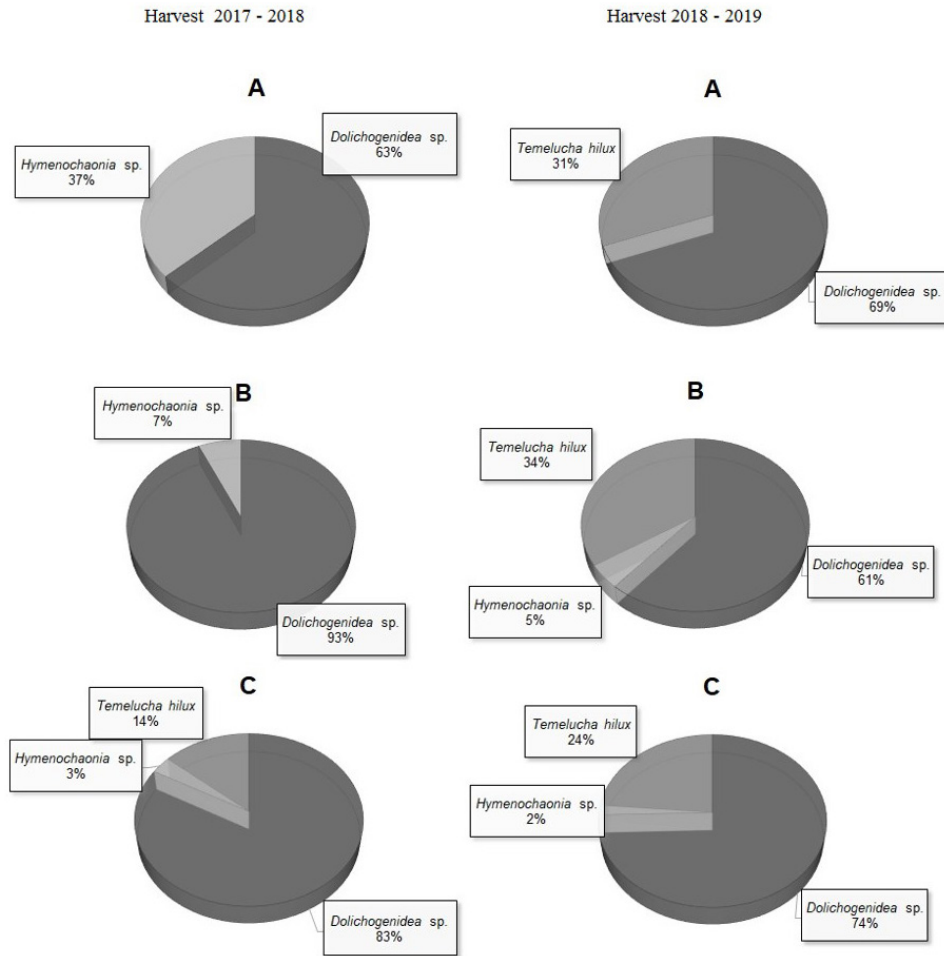 Harvest 2017 - 2018
Harvest 2018 - 2019
A
Dolichogenidea sp.
63%
Hymenochaonia sp.
37%
A
Temelucha hilux
31%
Dolichogenidea sp.
69%
B
Hymenochaonia sp.
7%
Dolichogenidea sp.
93%
B
Temelucha hilux
34%
Dolichogenidea sp.
61%
Hymenochaonia sp.
5%
C
Temelucha hilux
14%
Hymenochaonia sp.
3%
Dolichogenidea sp.
83%
C
Temelucha hilux
24%
Hymenochaonia sp.
2%
Dolichogenidea sp.
74%